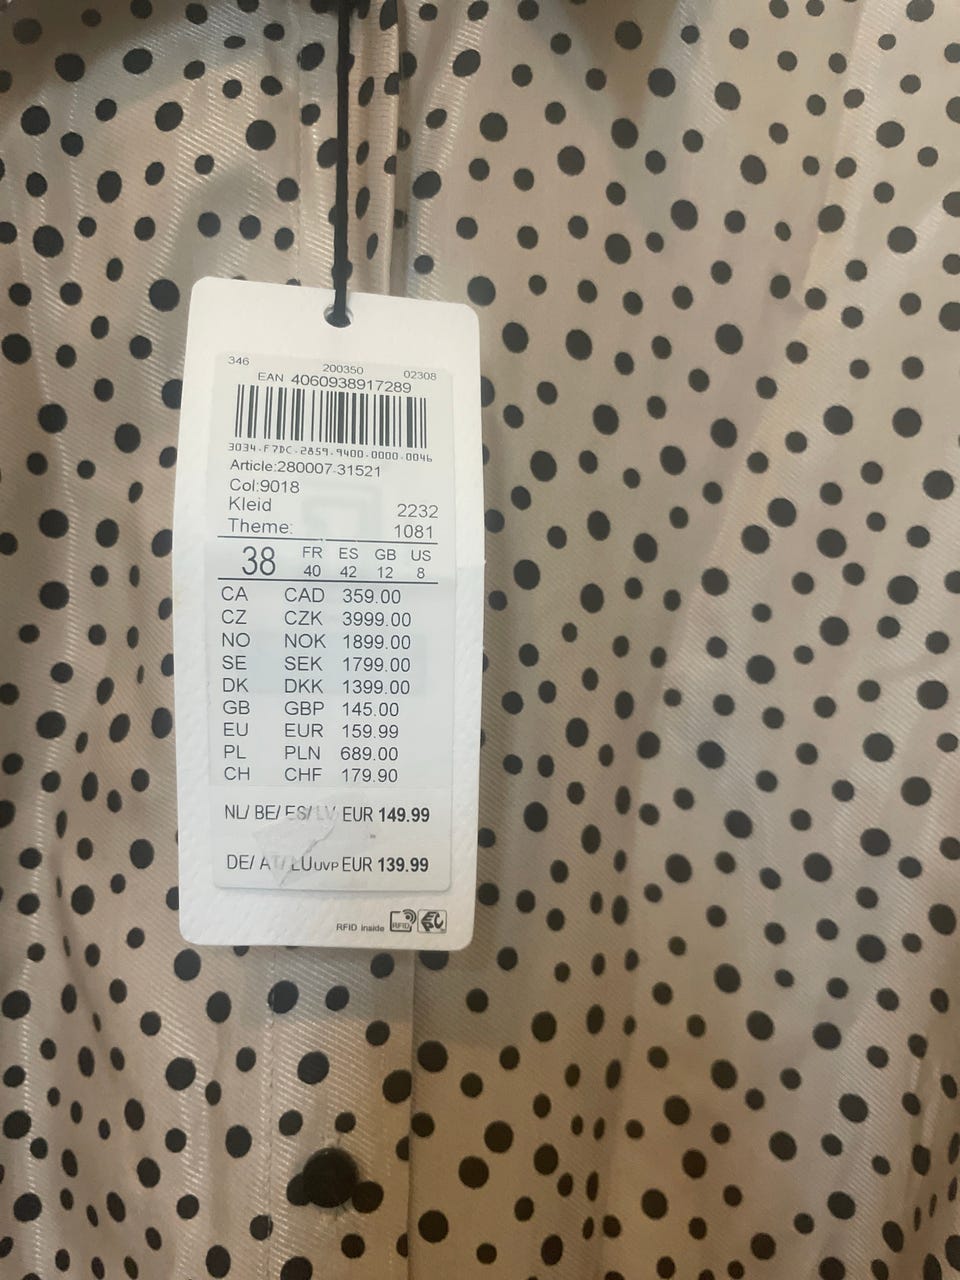 346 200350 02308
EAN 4060938917289
3034-F7DC-2859-9400-0000-0046
Article:280007-31521
Col:9018
Kleid 2232
Theme: 1081
38 FR ES GB US
40 42 12 8
CA CAD 359.00
CZ CZK 3999.00
NO NOK 1899.00
SE SEK 1799.00
DK DKK 1399.00
GB GBP 145.00
EU EUR 159.99
PL PLN 689.00
CH CHF 179.90
NL/ BE/ ES/ LV EUR 149.99
DE/ AT/ LU UVP EUR 139.99
RFID inside RFID EPC